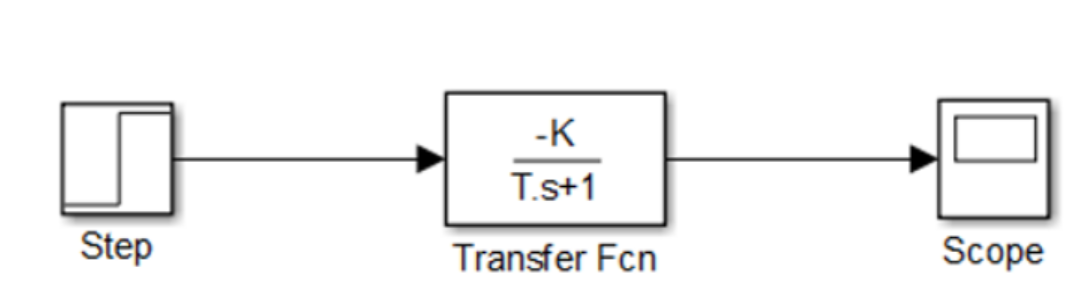 -K
T.s+1
Step
Transfer Fcn
Scope